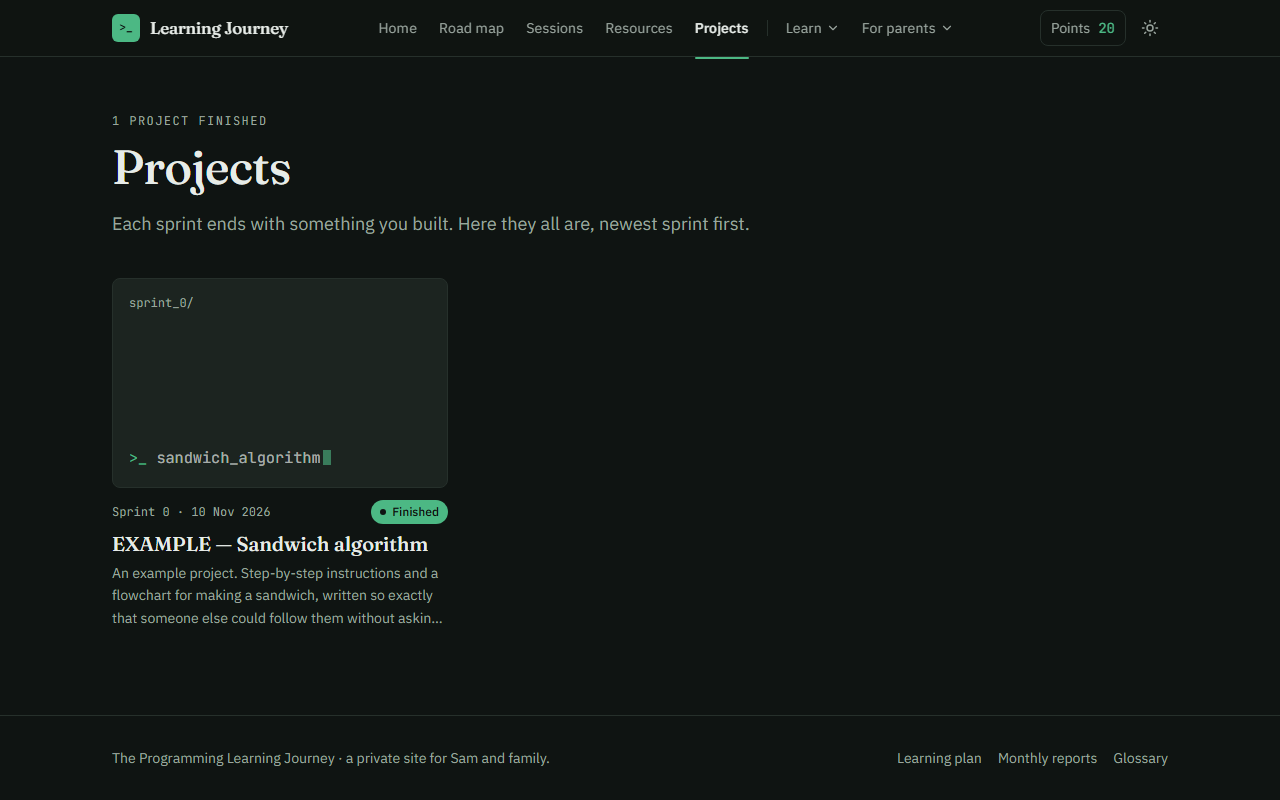 >_ Learning Journey Home Road map Sessions Resources Projects Learn For parents Points 20
1 PROJECT FINISHED
Projects
Each sprint ends with something you built. Here they all are, newest sprint first.
sprint_0/
>_ sandwich_algorithm
Sprint 0 · 10 Nov 2026 Finished
EXAMPLE — Sandwich algorithm
An example project. Step-by-step instructions and a
flowchart for making a sandwich, written so exactly
that someone else could follow them without askin...
The Programming Learning Journey · a private site for Sam and family. Learning plan Monthly reports Glossary